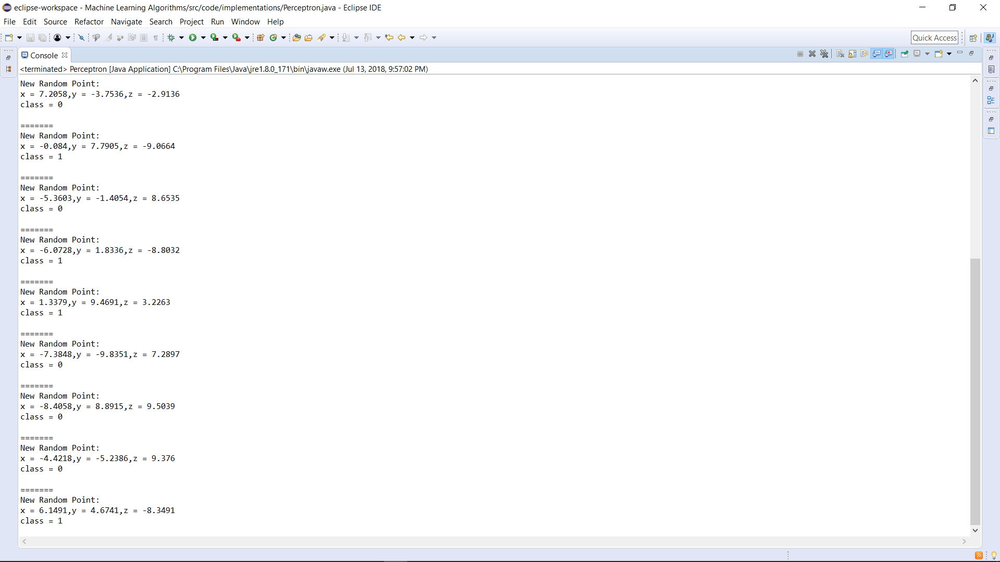 eclipse-workspace - Machine Learning Algorithms/src/code/implementations/Perceptron.java - Eclipse IDE
File Edit Source Refactor Navigate Search Project Run Window Help
Quick Access
Console
<terminated> Perceptron [Java Application] C:\Program Files\Java\jre1.8.0_171\bin\javaw.exe (Jul 13, 2018, 9:57:02 PM)
New Random Point:
x = 7.2058,y = -3.7536,z = -2.9136
class = 0
=======
New Random Point:
x = -0.084,y = 7.7905,z = -9.0664
class = 1
=======
New Random Point:
x = -5.3603,y = -1.4054,z = 8.6535
class = 0
=======
New Random Point:
x = -6.0728,y = 1.8336,z = -8.8032
class = 1
=======
New Random Point:
x = 1.3379,y = 9.4691,z = 3.2263
class = 1
=======
New Random Point:
x = -7.3848,y = -9.8351,z = 7.2897
class = 0
=======
New Random Point:
x = -8.4058,y = 8.8915,z = 9.5039
class = 0
=======
New Random Point:
x = -4.4218,y = -5.2386,z = 9.376
class = 0
=======
New Random Point:
x = 6.1491,y = 4.6741,z = -8.3491
class = 1